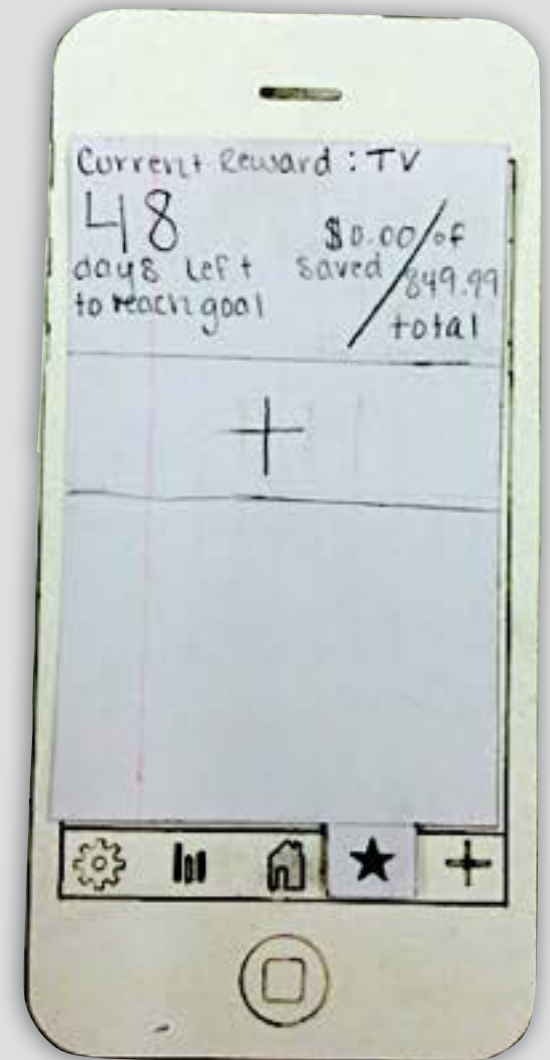 Current Reward : TV
48
days left
to reach goal
$0.00/of
saved 849.99
total